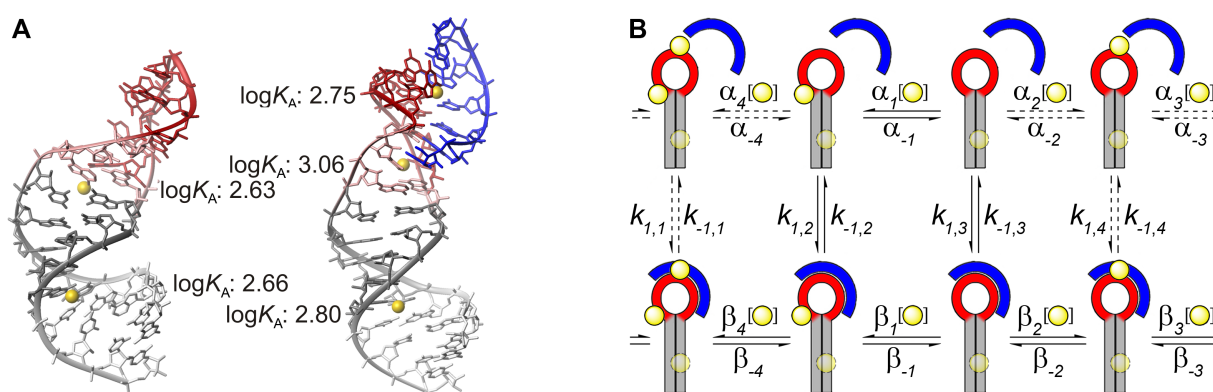 A
logK_A: 2.75
logK_A: 3.06
logK_A: 2.63
logK_A: 2.66
logK_A: 2.80
B
α_4[ ] α_1[ ] α_2[ ] α_3[ ]
α_-4 α_-1 α_-2 α_-3
k_1,1 k_-1,1 k_1,2 k_-1,2 k_1,3 k_-1,3 k_1,4 k_-1,4
β_4[ ] β_1[ ] β_2[ ] β_3[ ]
β_-4 β_-1 β_-2 β_-3